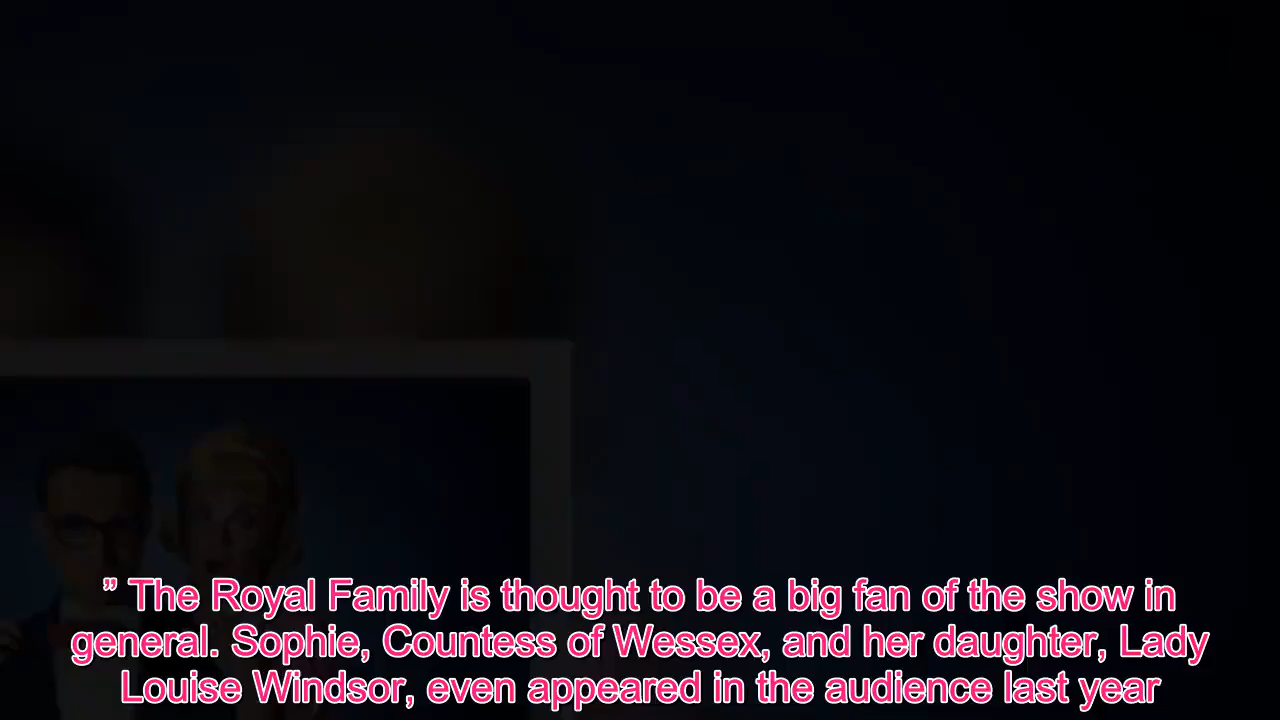 ” The Royal Family is thought to be a big fan of the show in
general. Sophie, Countess of Wessex, and her daughter, Lady
Louise Windsor, even appeared in the audience last year